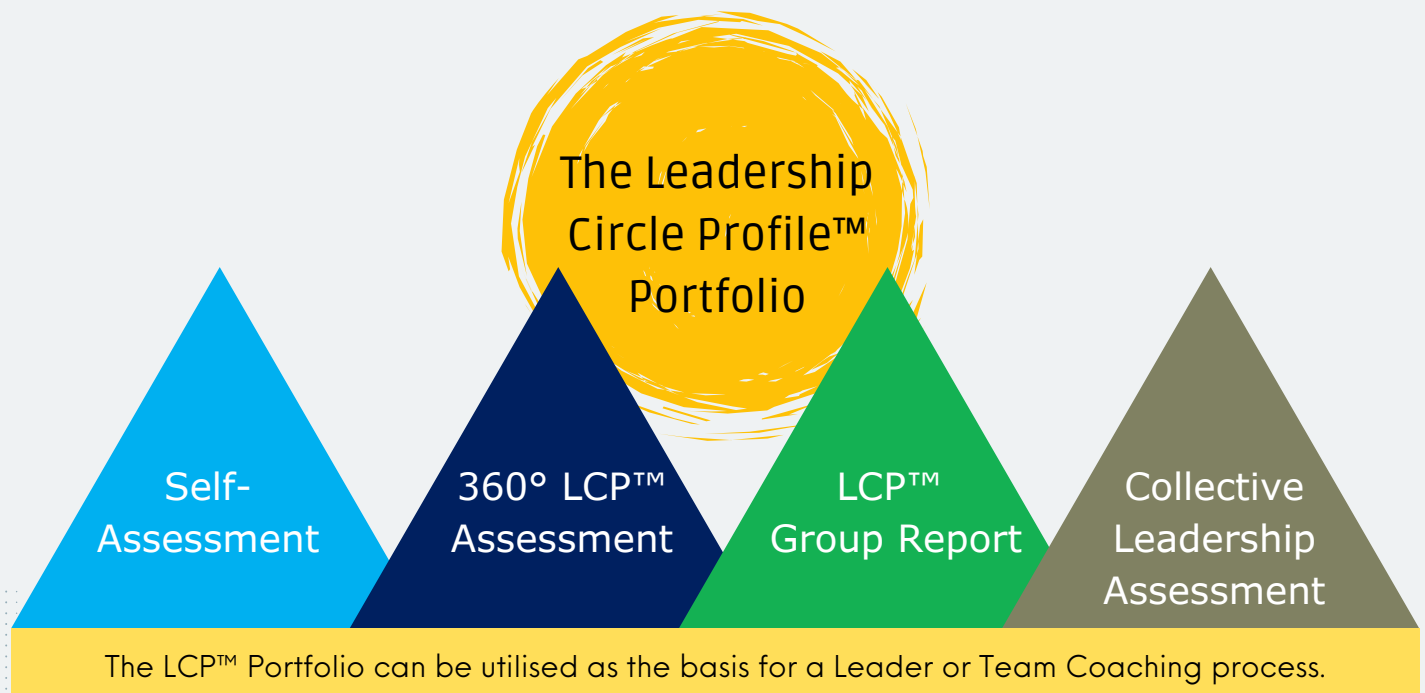 The Leadership
Circle Profile™
Portfolio
Self-
Assessment
360° LCP™
Assessment
LCP™
Group Report
Collective
Leadership
Assessment
The LCP™ Portfolio can be utilised as the basis for a Leader or Team Coaching process.